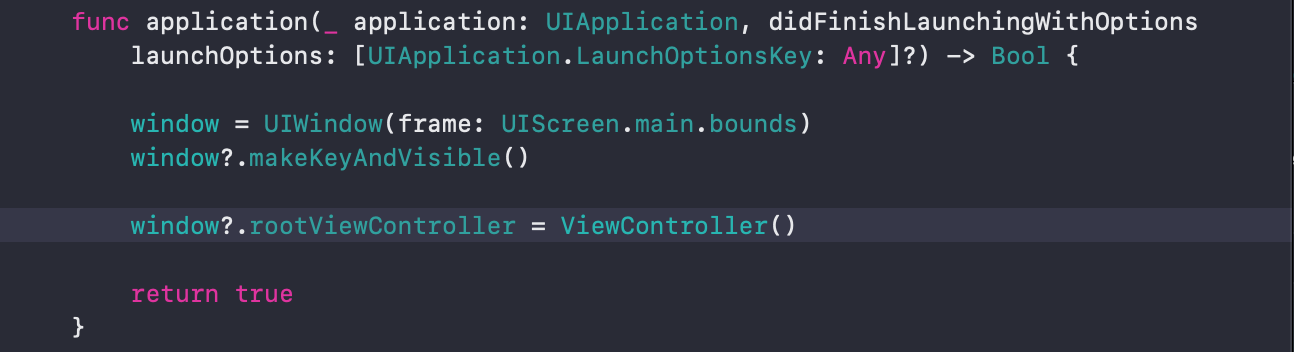 func application(_ application: UIApplication, didFinishLaunchingWithOptions
launchOptions: [UIApplication.LaunchOptionsKey: Any]?) -> Bool {
window = UIWindow(frame: UIScreen.main.bounds)
window?.makeKeyAndVisible()
window?.rootViewController = ViewController()
return true
}